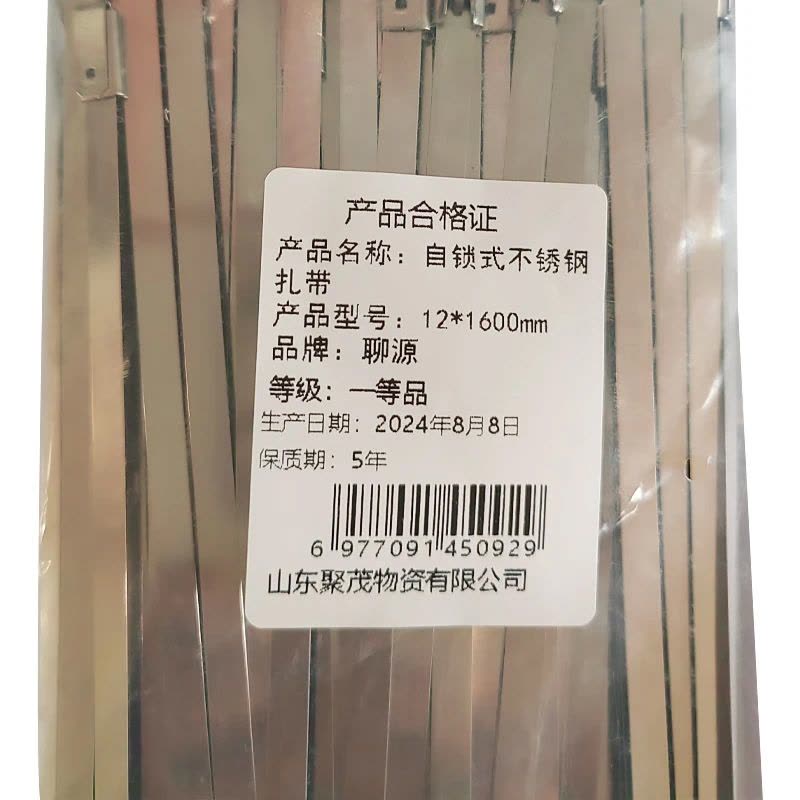 产品合格证
产品名称：自锁式不锈钢
扎带
产品型号：12*1600mm
品牌：聊源
等级：一等品
生产日期：2024年8月8日
保质期：5年
6 977091 450929
山东聚茂物资有限公司